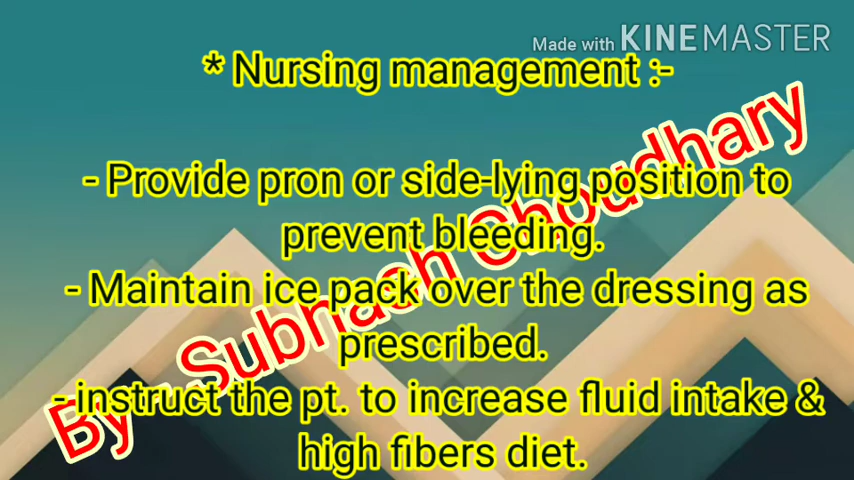 Made with KINEMASTER
* Nursing management :-
- Provide pron or side-lying position to
prevent bleeding.
- Maintain ice pack over the dressing as
prescribed.
- instruct the pt. to increase fluid intake &
high fibers diet.
By -.Subhash Choudhary